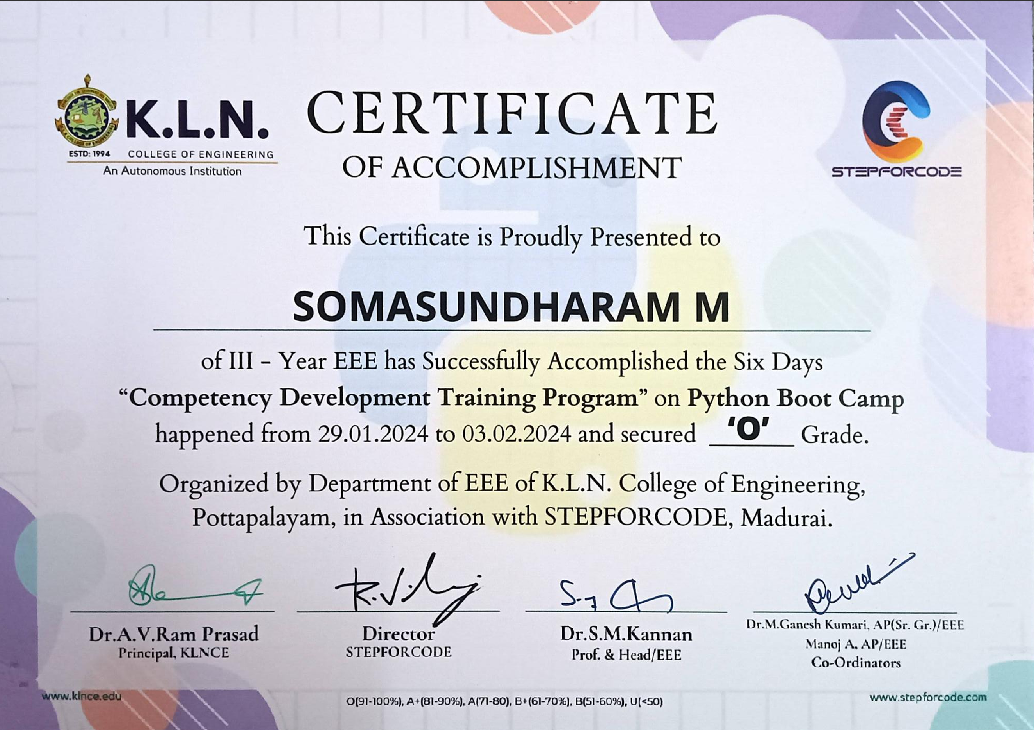 K.L.N.
ESTD: 1994 COLLEGE OF ENGINEERING
An Autonomous Institution
CERTIFICATE
OF ACCOMPLISHMENT
STEPFORCODE
This Certificate is Proudly Presented to
SOMASUNDHARAM M
of III - Year EEE has Successfully Accomplished the Six Days
“Competency Development Training Program” on Python Boot Camp
happened from 29.01.2024 to 03.02.2024 and secured ‘O’ Grade.
Organized by Department of EEE of K.L.N. College of Engineering,
Pottapalayam, in Association with STEPFORCODE, Madurai.
Dr.A.V.Ram Prasad
Principal, KLNCE
Director
STEPFORCODE
Dr.S.M.Kannan
Prof. & Head/EEE
Dr.M.Ganesh Kumari, AP(Sr. Gr.)/EEE
Manoj A, AP/EEE
Co-Ordinators
www.klnce.edu
O(91-100%), A+(81-90%), A(71-80), B+(61-70%), B(51-60%), U(<50)
www.stepforcode.com